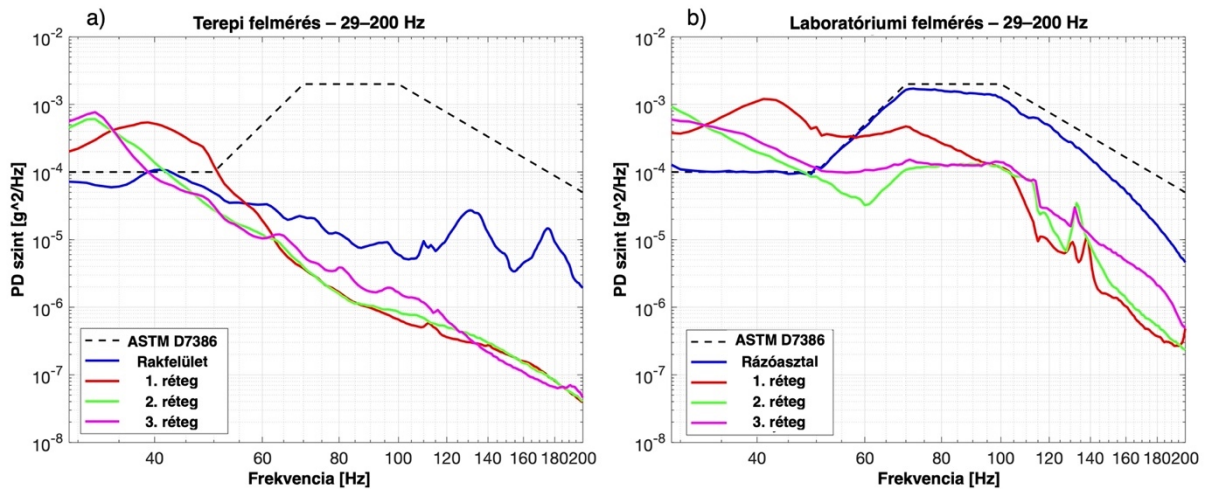 a)
Terepi felmérés – 29–200 Hz
10^-2
10^-3
10^-4
10^-5
10^-6
10^-7
10^-8
PD szint [g^2/Hz]
ASTM D7386
Rakfelület
1. réteg
2. réteg
3. réteg
40 60 80 100 120 140 160 180 200
Frekvencia [Hz]
b)
Laboratóriumi felmérés – 29–200 Hz
10^-2
10^-3
10^-4
10^-5
10^-6
10^-7
10^-8
PD szint [g^2/Hz]
ASTM D7386
Rázóasztal
1. réteg
2. réteg
3. réteg
40 60 80 100 120 140 160 180 200
Frekvencia [Hz]